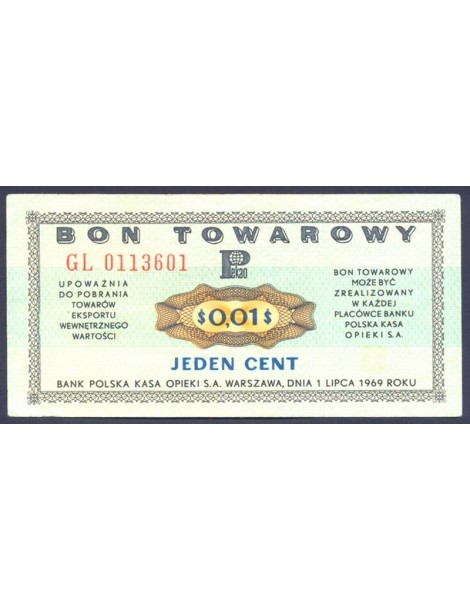 BON TOWAROWY
GL 0113601
Pekao
UPOWAŻNIA
DO POBRANIA
TOWARÓW
EKSPORTU
WEWNĘTRZNEGO
WARTOŚCI
$0,01$
BON TOWAROWY
MOŻE BYĆ
ZREALIZOWANY
W KAŻDEJ
PLACÓWCE BANKU
POLSKA KASA
OPIEKI S.A.
JEDEN CENT
BANK POLSKA KASA OPIEKI S.A. WARSZAWA, DNIA 1 LIPCA 1969 ROKU